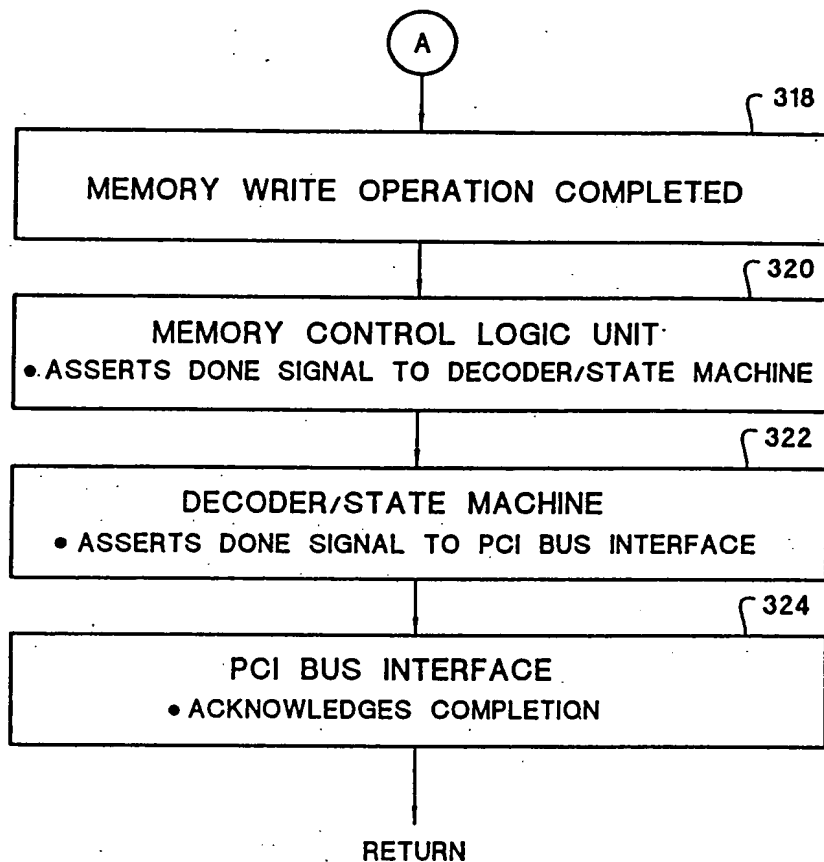 A
318
MEMORY WRITE OPERATION COMPLETED
320
MEMORY CONTROL LOGIC UNIT
• ASSERTS DONE SIGNAL TO DECODER/STATE MACHINE
322
DECODER/STATE MACHINE
• ASSERTS DONE SIGNAL TO PCI BUS INTERFACE
324
PCI BUS INTERFACE
• ACKNOWLEDGES COMPLETION
RETURN